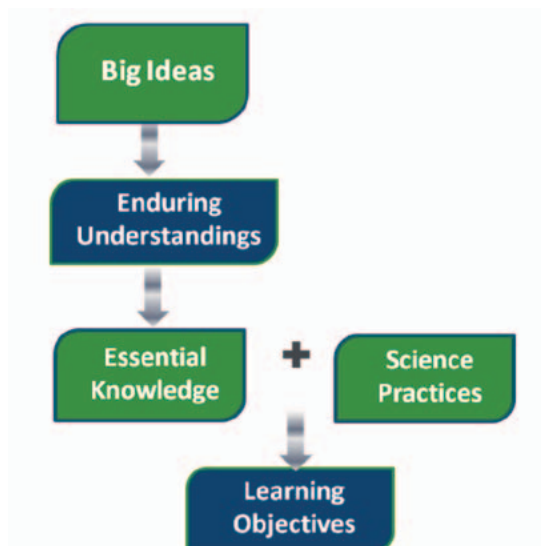 Big Ideas
Enduring
Understandings
Essential
Knowledge
+
Science
Practices
Learning
Objectives